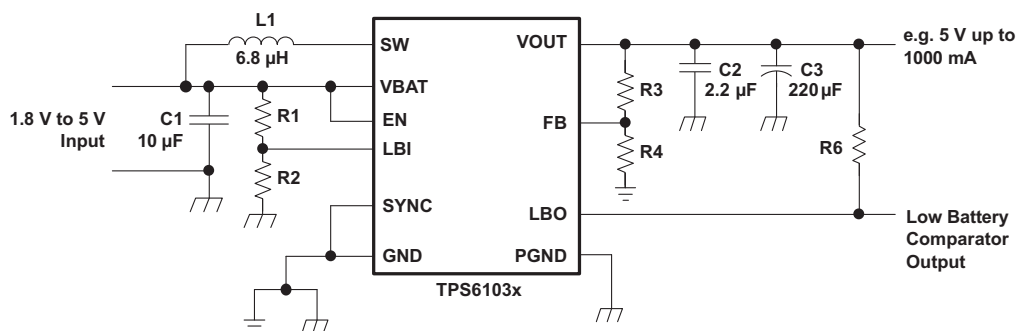 L1
6.8 µH
SW
VOUT
e.g. 5 V up to
1000 mA
VBAT
C1
10 µF
R1
EN
1.8 V to 5 V
Input
LBI
R2
SYNC
GND
R3
C2
2.2 µF
C3
220 µF
FB
R4
R6
LBO
Low Battery
Comparator
Output
PGND
TPS6103x